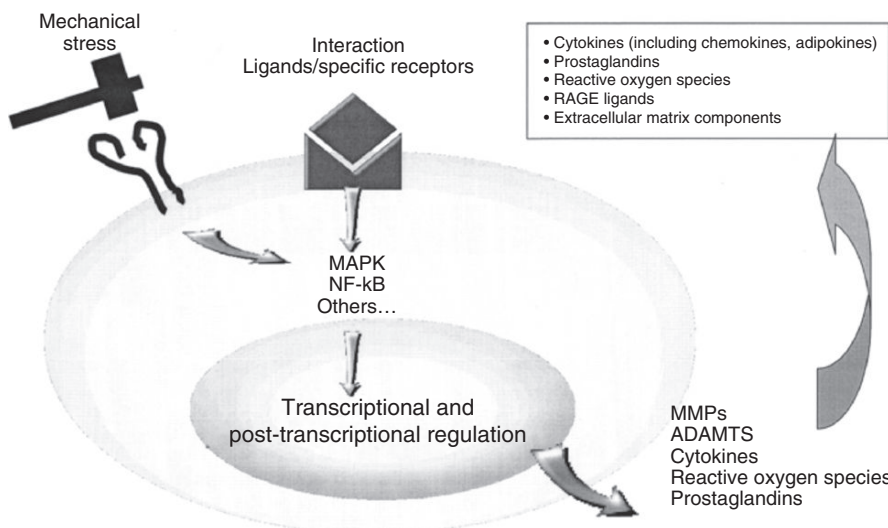 Mechanical
stress
Interaction
Ligands/specific receptors
• Cytokines (including chemokines, adipokines)
• Prostaglandins
• Reactive oxygen species
• RAGE ligands
• Extracellular matrix components
MAPK
NF-kB
Others…
Transcriptional and
post-transcriptional regulation
MMPs
ADAMTS
Cytokines
Reactive oxygen species
Prostaglandins